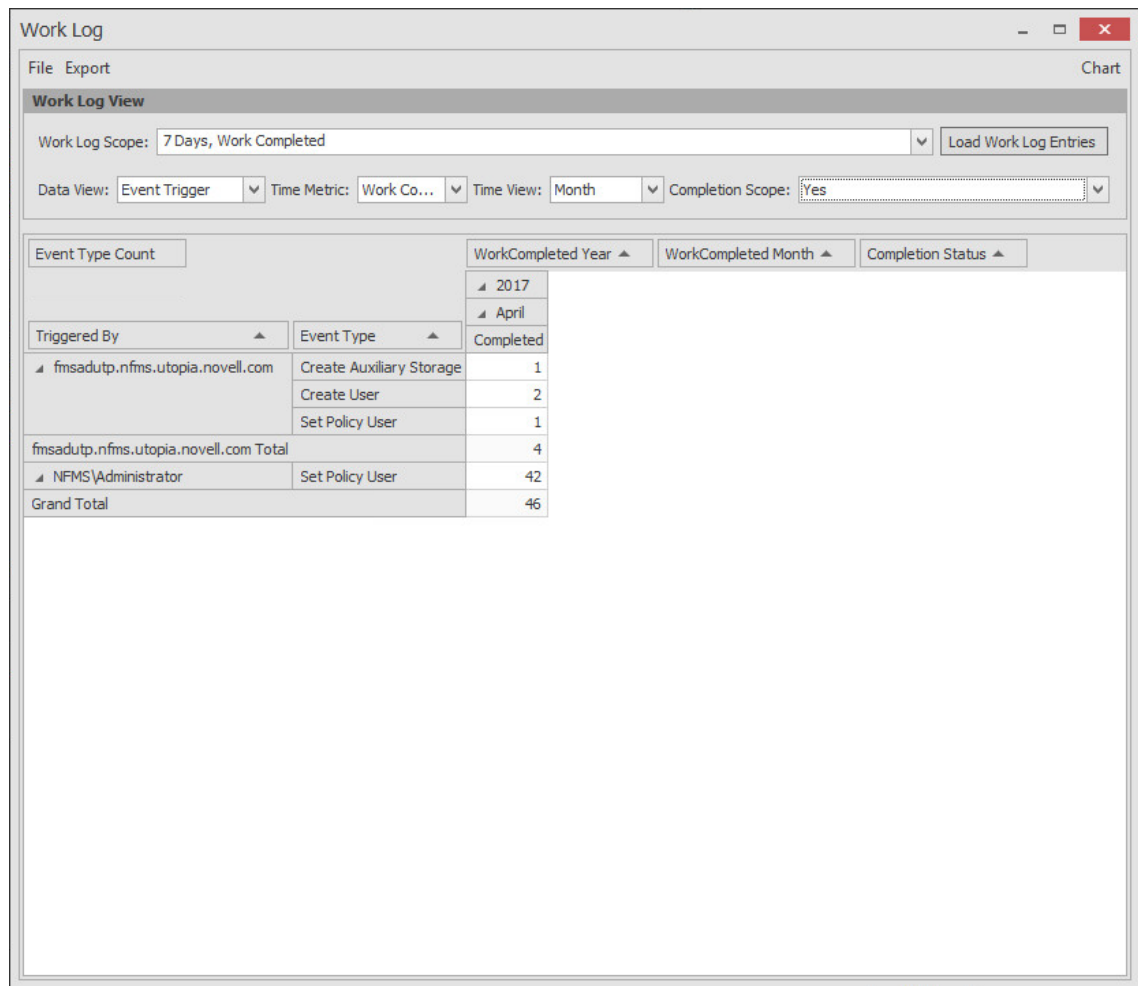 Work Log
File Export Chart
Work Log View
Work Log Scope: 7 Days, Work Completed Load Work Log Entries
Data View: Event Trigger Time Metric: Work Co... Time View: Month Completion Scope: Yes
Event Type Count WorkCompleted Year WorkCompleted Month Completion Status
2017
April
Triggered By Event Type Completed
fmsadutp.nfms.utopia.novell.com Create Auxiliary Storage 1
Create User 2
Set Policy User 1
fmsadutp.nfms.utopia.novell.com Total 4
NFMS\Administrator Set Policy User 42
Grand Total 46